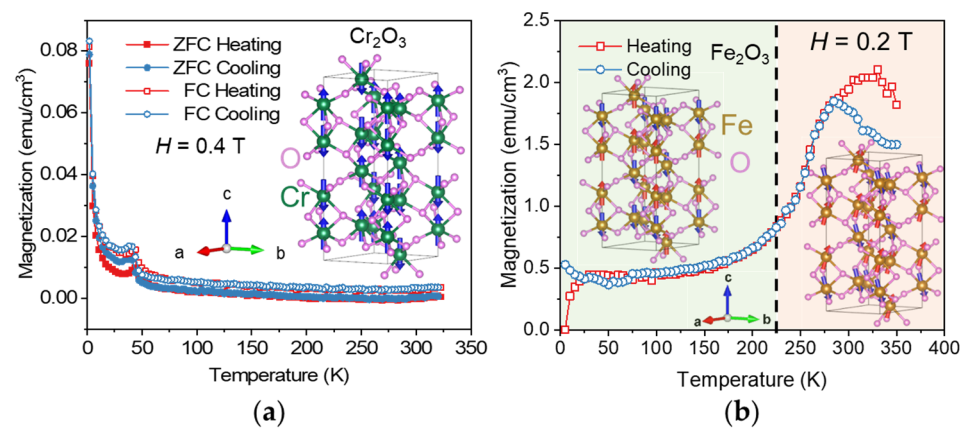 ZFC Heating
ZFC Cooling
FC Heating
FC Cooling
H = 0.4 T
Cr₂O₃
O
Cr
c
a
b
Magnetization (emu/cm³)
0.08
0.06
0.04
0.02
0.00
0 50 100 150 200 250 300 350
Temperature (K)
(a)
Heating
Cooling
Fe₂O₃
H = 0.2 T
Fe
O
c
a
b
Magnetization (emu/cm³)
2.5
2.0
1.5
1.0
0.5
0.0
0 50 100 150 200 250 300 350 400
Temperature (K)
(b)